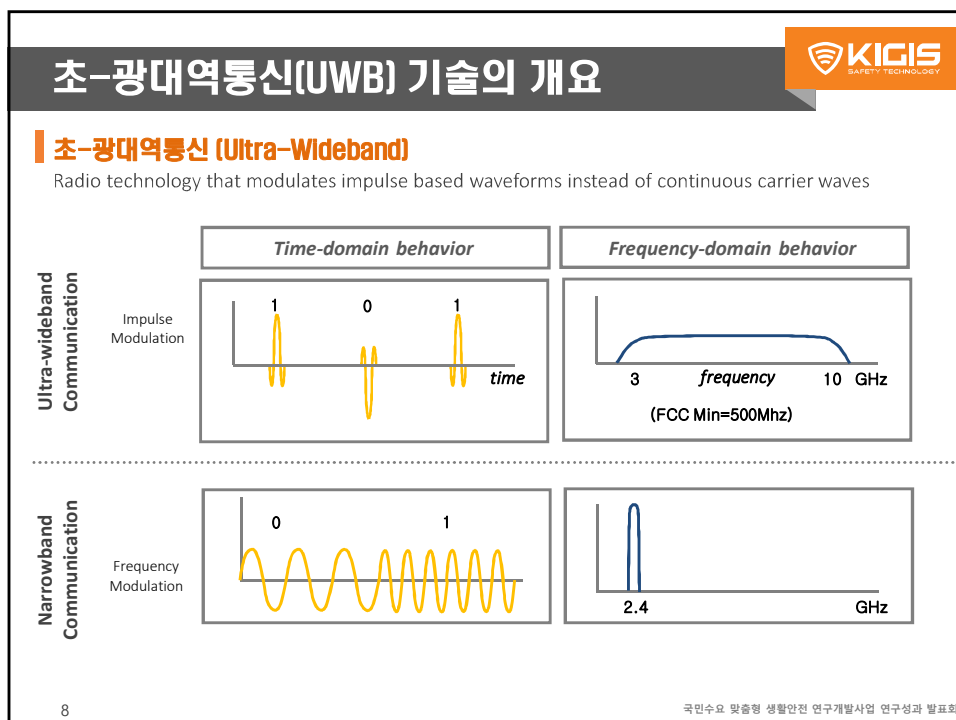 초-광대역통신(UWB) 기술의 개요
KIGIS
SAFETY TECHNOLOGY
초-광대역통신 (Ultra-Wideband)
Radio technology that modulates impulse based waveforms instead of continuous carrier waves
Time-domain behavior
Frequency-domain behavior
Ultra-wideband
Communication
Impulse
Modulation
1 0 1
time
3 frequency 10 GHz
(FCC Min=500Mhz)
Narrowband
Communication
Frequency
Modulation
0 1
2.4 GHz
8
국민수요 맞춤형 생활안전 연구개발사업 연구성과 발표회